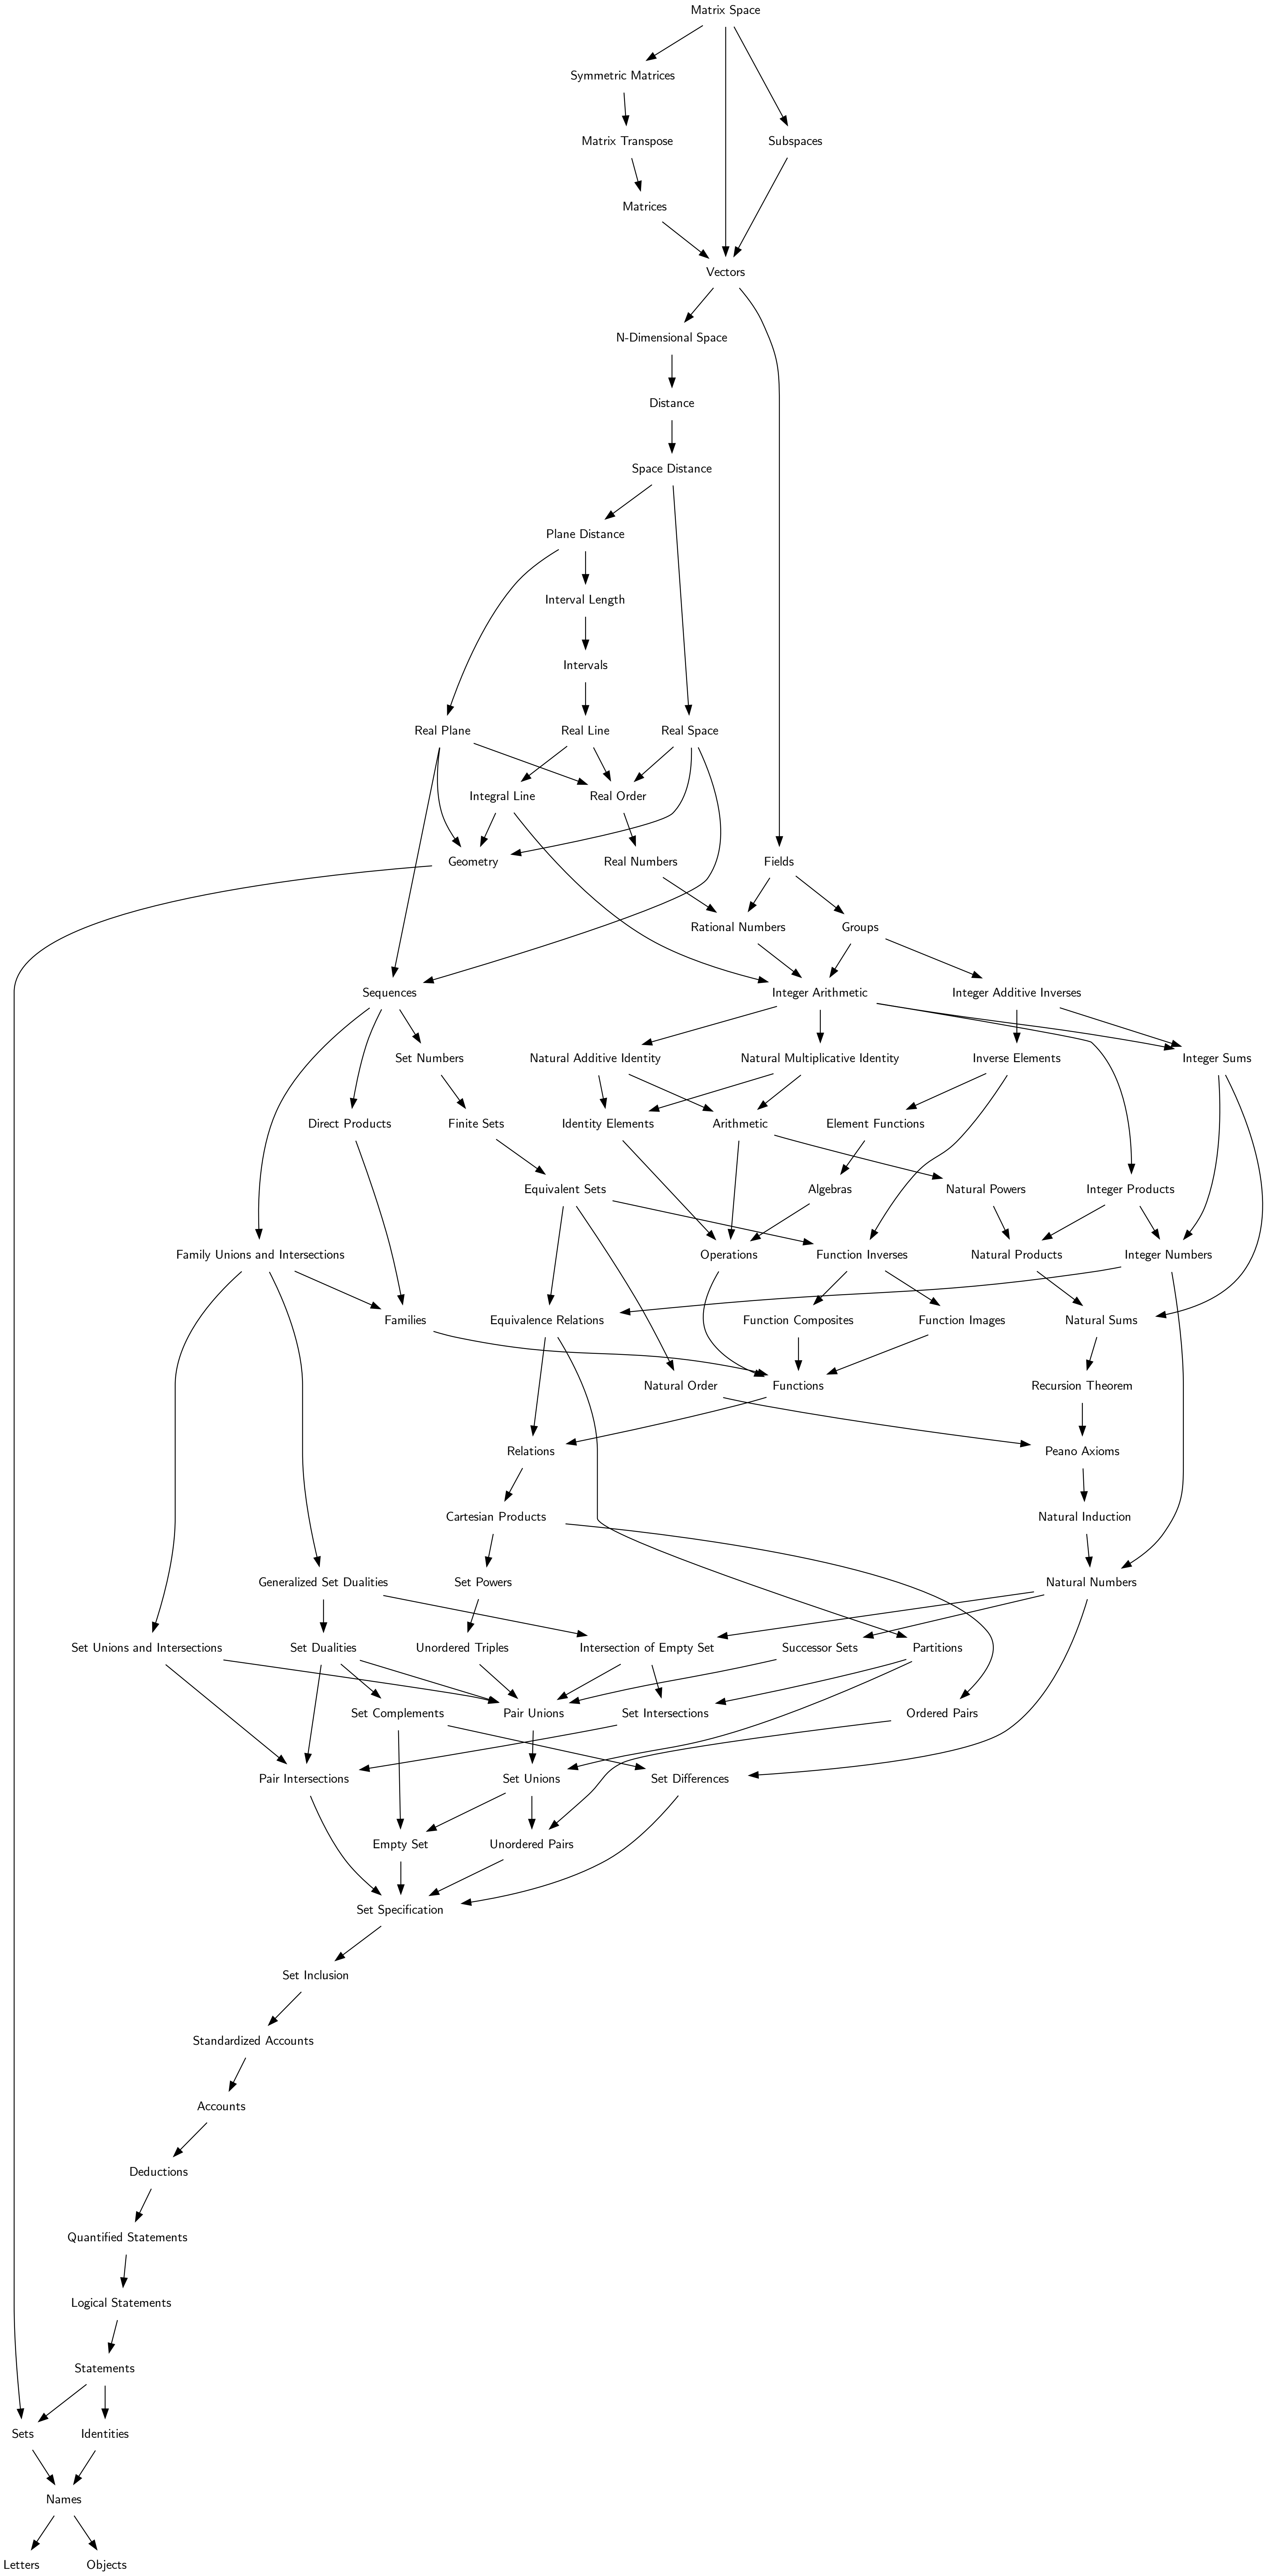 Matrix Space
Symmetric Matrices
Matrix Transpose
Subspaces
Matrices
Vectors
N-Dimensional Space
Distance
Space Distance
Plane Distance
Interval Length
Intervals
Real Plane
Real Line
Real Space
Integral Line
Real Order
Geometry
Real Numbers
Fields
Rational Numbers
Groups
Sequences
Integer Arithmetic
Integer Additive Inverses
Set Numbers
Natural Additive Identity
Natural Multiplicative Identity
Inverse Elements
Integer Sums
Direct Products
Finite Sets
Identity Elements
Arithmetic
Element Functions
Equivalent Sets
Algebras
Natural Powers
Integer Products
Family Unions and Intersections
Operations
Function Inverses
Natural Products
Integer Numbers
Families
Equivalence Relations
Function Composites
Function Images
Natural Sums
Natural Order
Functions
Recursion Theorem
Relations
Peano Axioms
Cartesian Products
Natural Induction
Generalized Set Dualities
Set Powers
Natural Numbers
Set Unions and Intersections
Set Dualities
Unordered Triples
Intersection of Empty Set
Successor Sets
Partitions
Set Complements
Pair Unions
Set Intersections
Ordered Pairs
Pair Intersections
Set Unions
Set Differences
Empty Set
Unordered Pairs
Set Specification
Set Inclusion
Standardized Accounts
Accounts
Deductions
Quantified Statements
Logical Statements
Statements
Sets
Identities
Names
Letters
Objects